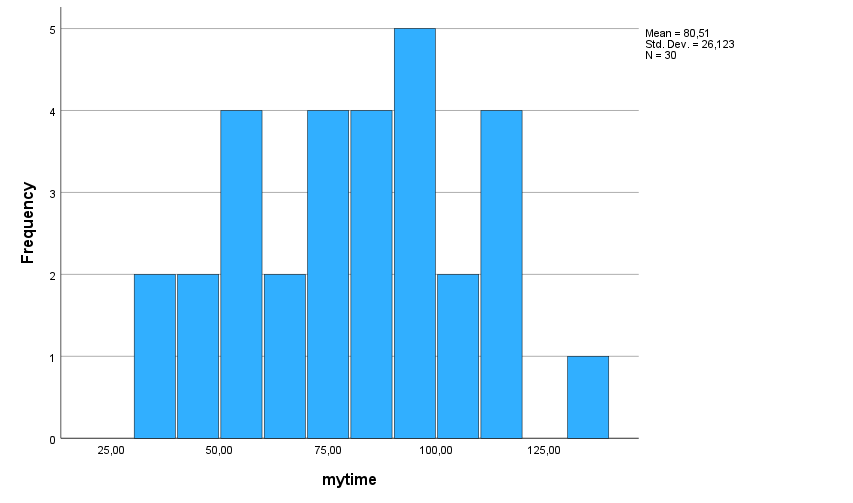 Mean = 80,51
Std. Dev. = 26,123
N = 30
5
4
3
2
1
0
Frequency
25,00 50,00 75,00 100,00 125,00
mytime